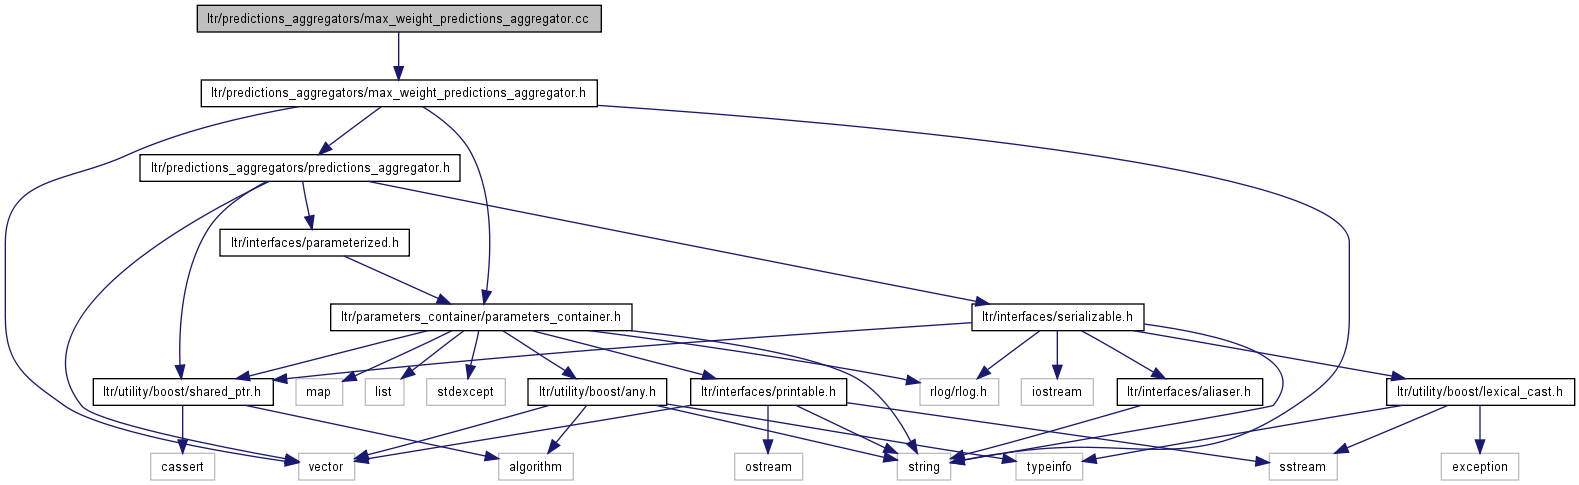 ltr/predictions_aggregators/max_weight_predictions_aggregator.cc
ltr/predictions_aggregators/max_weight_predictions_aggregator.h
ltr/predictions_aggregators/predictions_aggregator.h
ltr/interfaces/parameterized.h
ltr/parameters_container/parameters_container.h
ltr/interfaces/serializable.h
ltr/utility/boost/shared_ptr.h
map
list
stdexcept
ltr/utility/boost/any.h
ltr/interfaces/printable.h
rlog/rlog.h
iostream
ltr/interfaces/aliaser.h
ltr/utility/boost/lexical_cast.h
cassert
vector
algorithm
ostream
string
typeinfo
sstream
exception